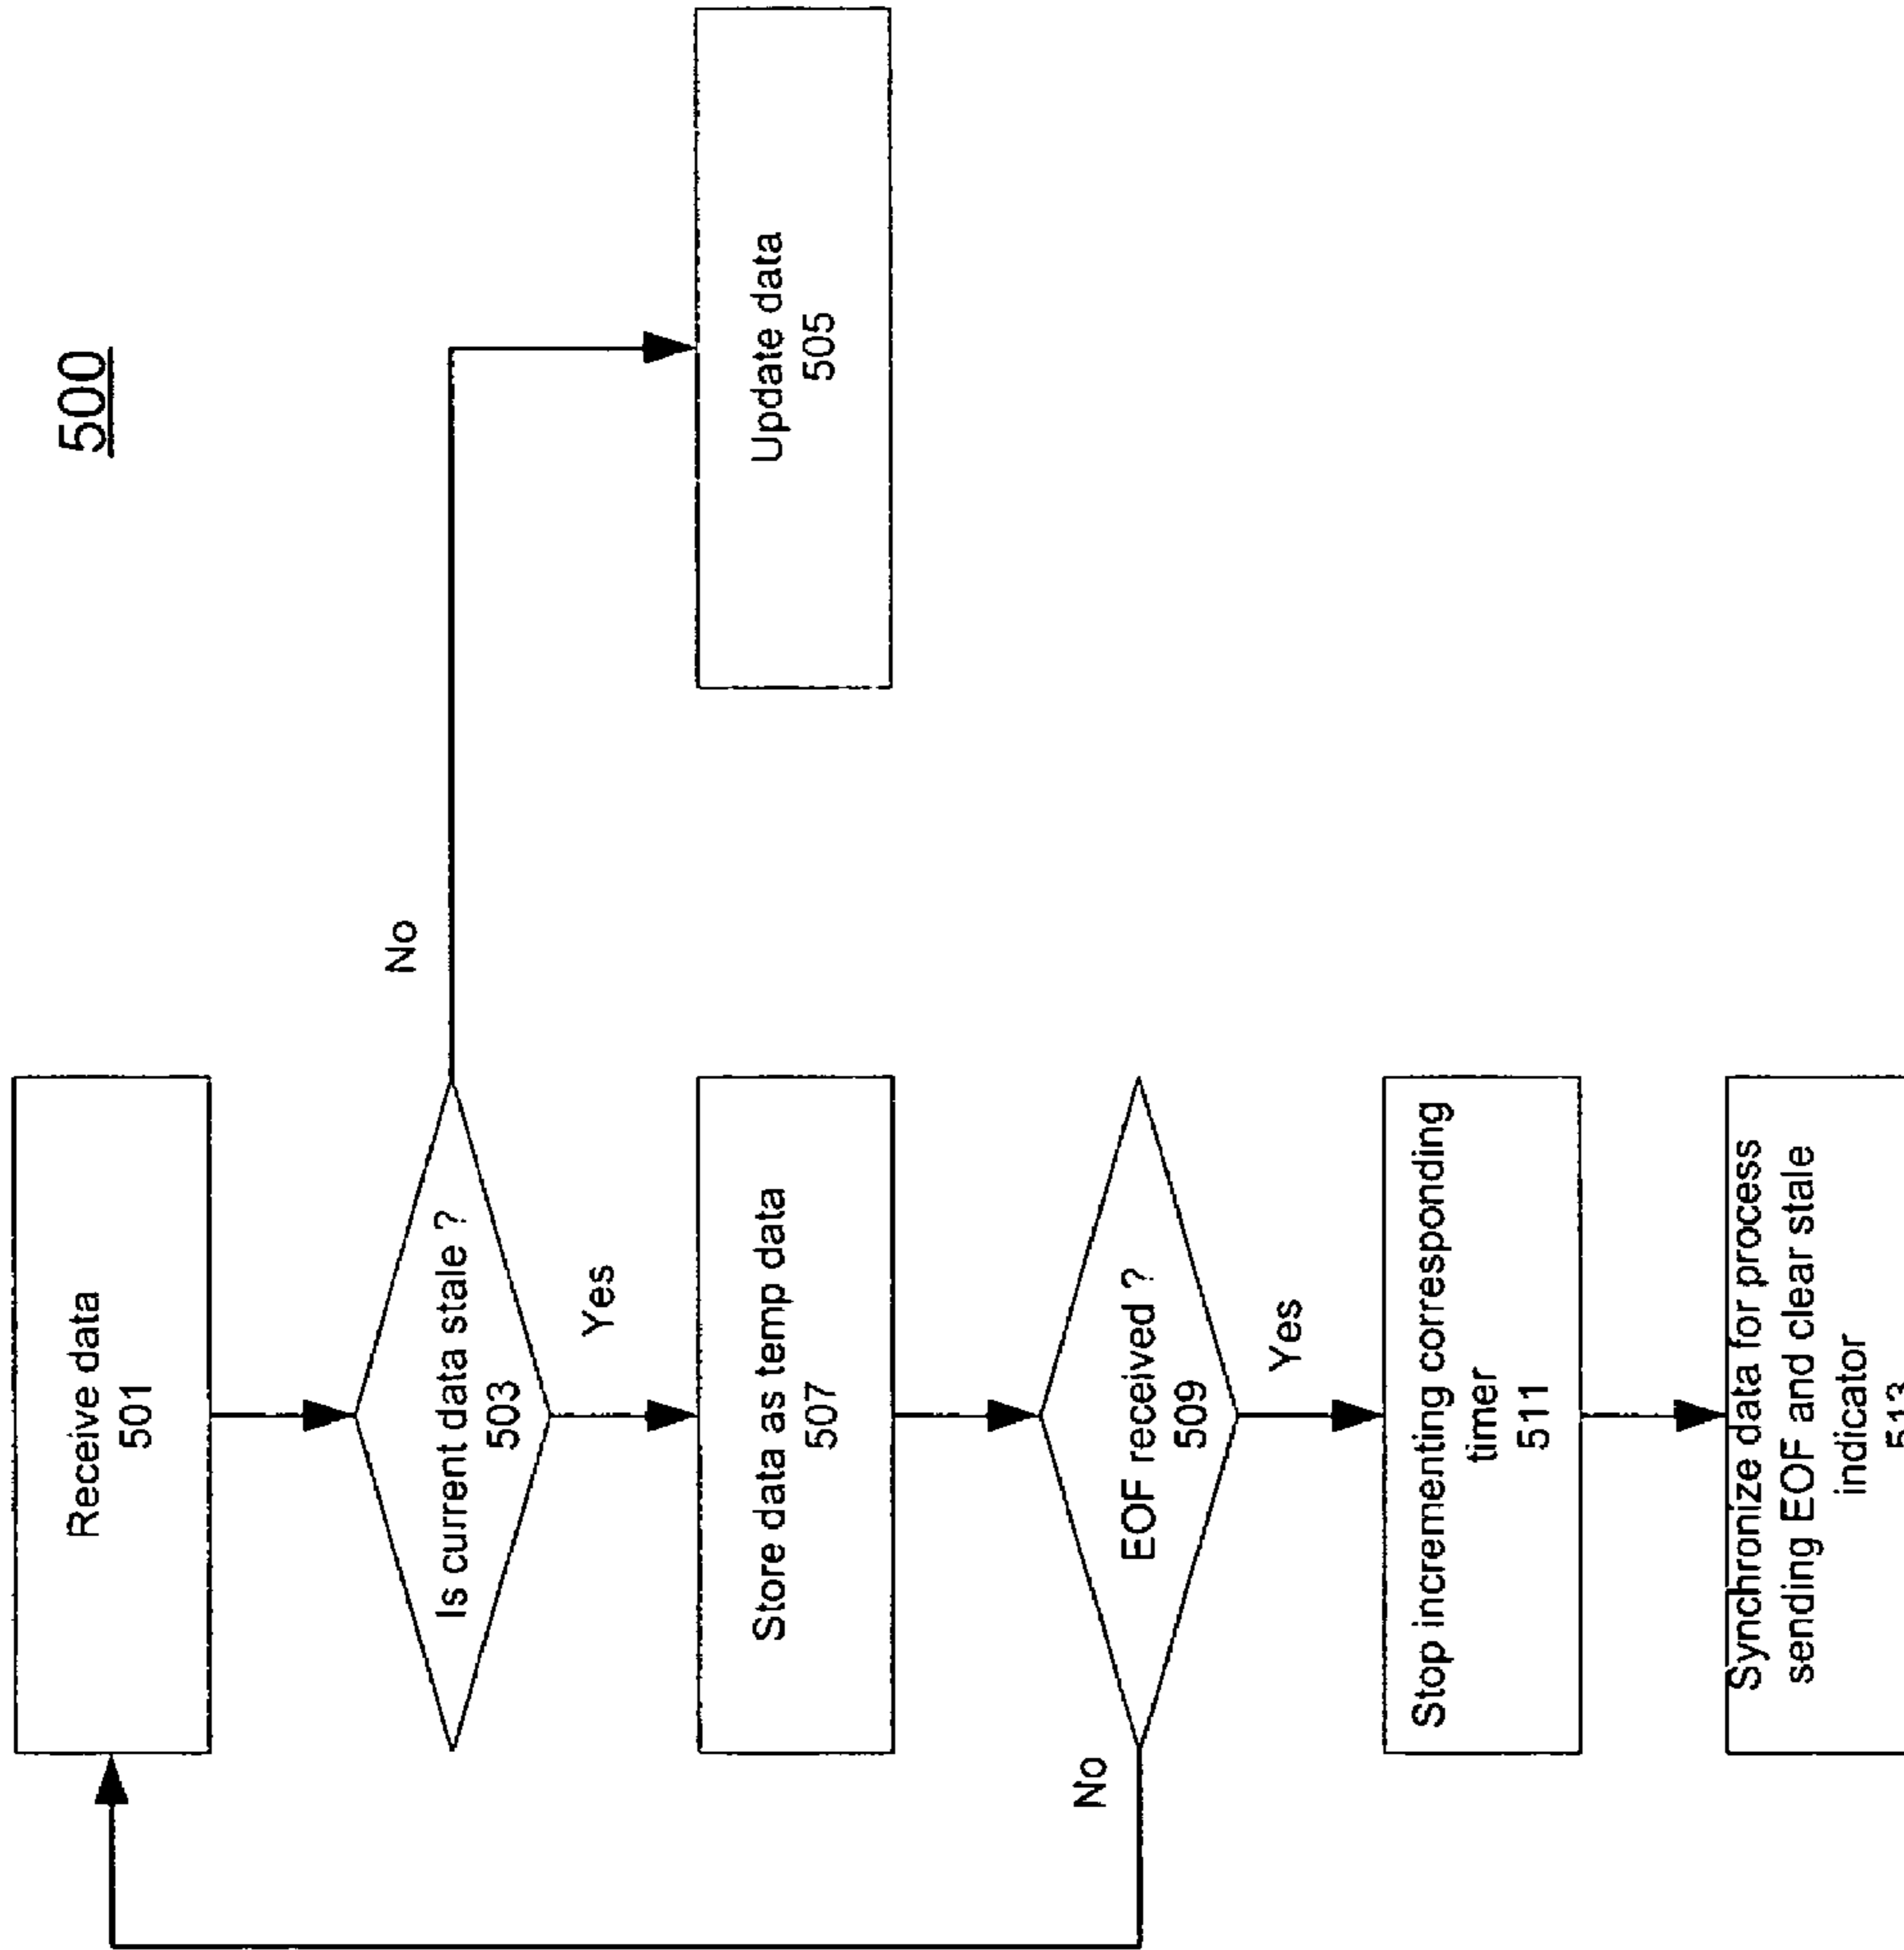 500
Receive data
501
Is current data stale ?
503
No
Yes
Update data
505
Store data as temp data
507
EOF received ?
509
No
Yes
Stop incrementing corresponding
timer
511
Synchronize data for process
sending EOF and clear stale
indicator
513